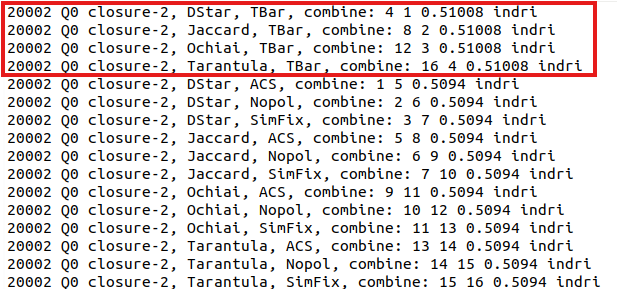 20002 Q0 closure-2, DStar, TBar, combine: 4 1 0.51008 indri
20002 Q0 closure-2, Jaccard, TBar, combine: 8 2 0.51008 indri
20002 Q0 closure-2, Ochiai, TBar, combine: 12 3 0.51008 indri
20002 Q0 closure-2, Tarantula, TBar, combine: 16 4 0.51008 indri
20002 Q0 closure-2, DStar, ACS, combine: 1 5 0.5094 indri
20002 Q0 closure-2, DStar, Nopol, combine: 2 6 0.5094 indri
20002 Q0 closure-2, DStar, SimFix, combine: 3 7 0.5094 indri
20002 Q0 closure-2, Jaccard, ACS, combine: 5 8 0.5094 indri
20002 Q0 closure-2, Jaccard, Nopol, combine: 6 9 0.5094 indri
20002 Q0 closure-2, Jaccard, SimFix, combine: 7 10 0.5094 indri
20002 Q0 closure-2, Ochiai, ACS, combine: 9 11 0.5094 indri
20002 Q0 closure-2, Ochiai, Nopol, combine: 10 12 0.5094 indri
20002 Q0 closure-2, Ochiai, SimFix, combine: 11 13 0.5094 indri
20002 Q0 closure-2, Tarantula, ACS, combine: 13 14 0.5094 indri
20002 Q0 closure-2, Tarantula, Nopol, combine: 14 15 0.5094 indri
20002 Q0 closure-2, Tarantula, SimFix, combine: 15 16 0.5094 indri